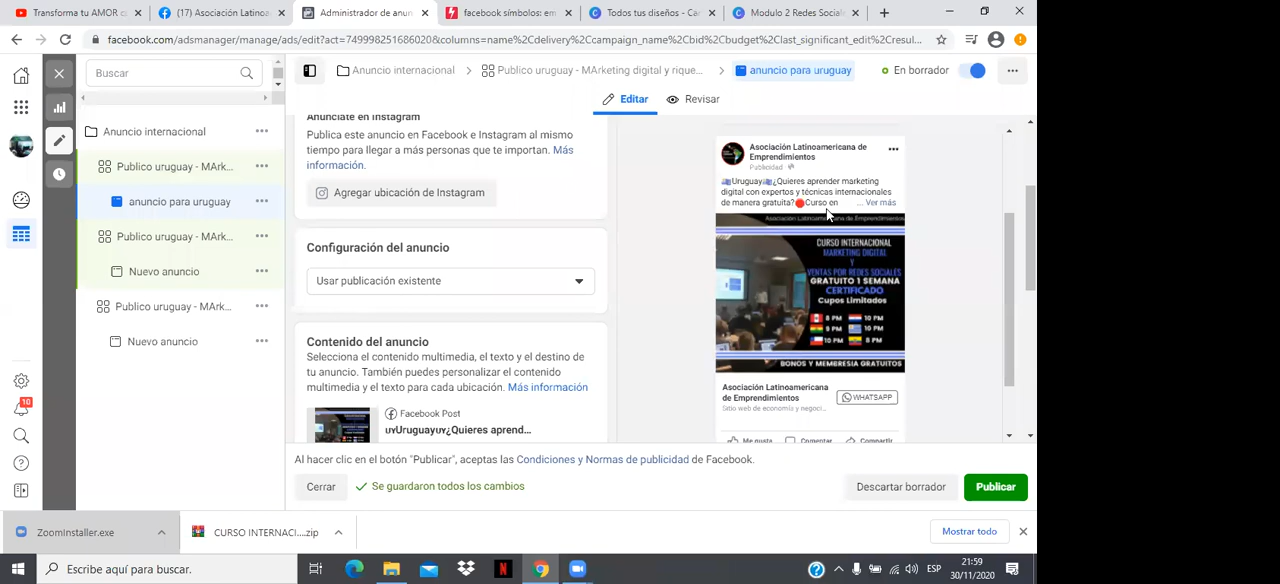 Transforma tu AMOR c
(17) Asociación Latinoa
Administrador de anun
facebook símbolos: em
Todos tus diseños - Ca
Modulo 2 Redes Sociale
facebook.com/adsmanager/manage/ads/edit?act=749998251686020&columns=name%2Cdelivery%2Ccampaign_name%2Cbid%2Cbudget%2Clast_significant_edit%2Cresul...
Buscar
Anuncio internacional
Publico uruguay - MArk...
anuncio para uruguay
Publico uruguay - MArk...
Nuevo anuncio
Publico uruguay - MArk...
Nuevo anuncio
10
Anuncio internacional > Publico uruguay - MArketing digital y rique... > anuncio para uruguay
En borrador
Editar
Revisar
Anúnciate en Instagram
Publica este anuncio en Facebook e Instagram al mismo
tiempo para llegar a más personas que te importan. Más
información.
Agregar ubicación de Instagram
Configuración del anuncio
Usar publicación existente
Contenido del anuncio
Selecciona el contenido multimedia, el texto y el destino de
tu anuncio. También puedes personalizar el contenido
multimedia y el texto para cada ubicación. Más información
Facebook Post
uʏUruguayuʏ¿Quieres aprend...
Asociación Latinoamericana de
Emprendimientos
Publicidad
Uruguay ¿Quieres aprender marketing
digital con expertos y técnicas internacionales
de manera gratuita? Curso en ... Ver más
Asociación Latinoamericana de Emprendimientos
CURSO INTERNACIONAL
MARKETING DIGITAL
Y
VENTAS POR REDES SOCIALES
GRATUITO 1 SEMANA
CERTIFICADO
Cupos Limitados
8 PM 10 PM
9 PM 10 PM
10 PM 8 PM
BONOS Y MEMBRESIA GRATUITOS
Asociación Latinoamericana
de Emprendimientos
Sitio web de economía y negoci...
WHATSAPP
Me gusta Comentar Compartir
Al hacer clic en el botón "Publicar", aceptas las Condiciones y Normas de publicidad de Facebook.
Cerrar
Se guardaron todos los cambios
Descartar borrador
Publicar
ZoomInstaller.exe
CURSO INTERNACI....zip
Mostrar todo
Escribe aquí para buscar.
ESP
21:59
30/11/2020